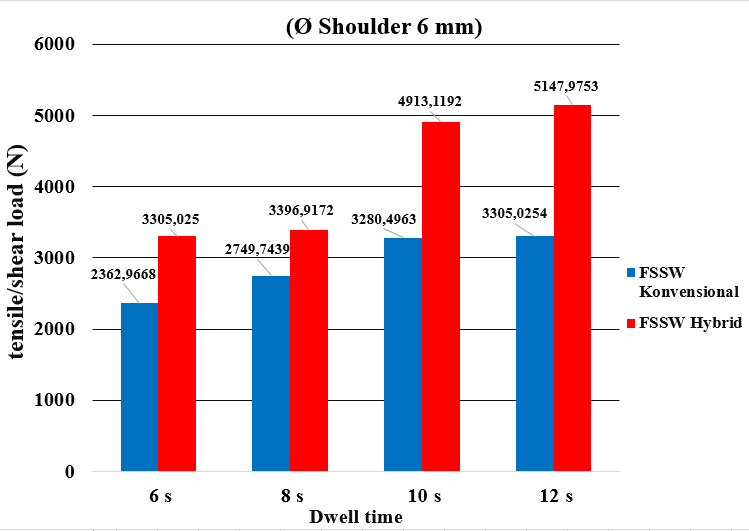 (Ø Shoulder 6 mm)
6000
5000
4000
3000
2000
1000
0
tensile/shear load (N)
2362,9668
3305,025
2749,7439
3396,9172
3280,4963
4913,1192
3305,0254
5147,9753
6 s
8 s
10 s
12 s
Dwell time
FSSW
Konvensional
FSSW Hybrid